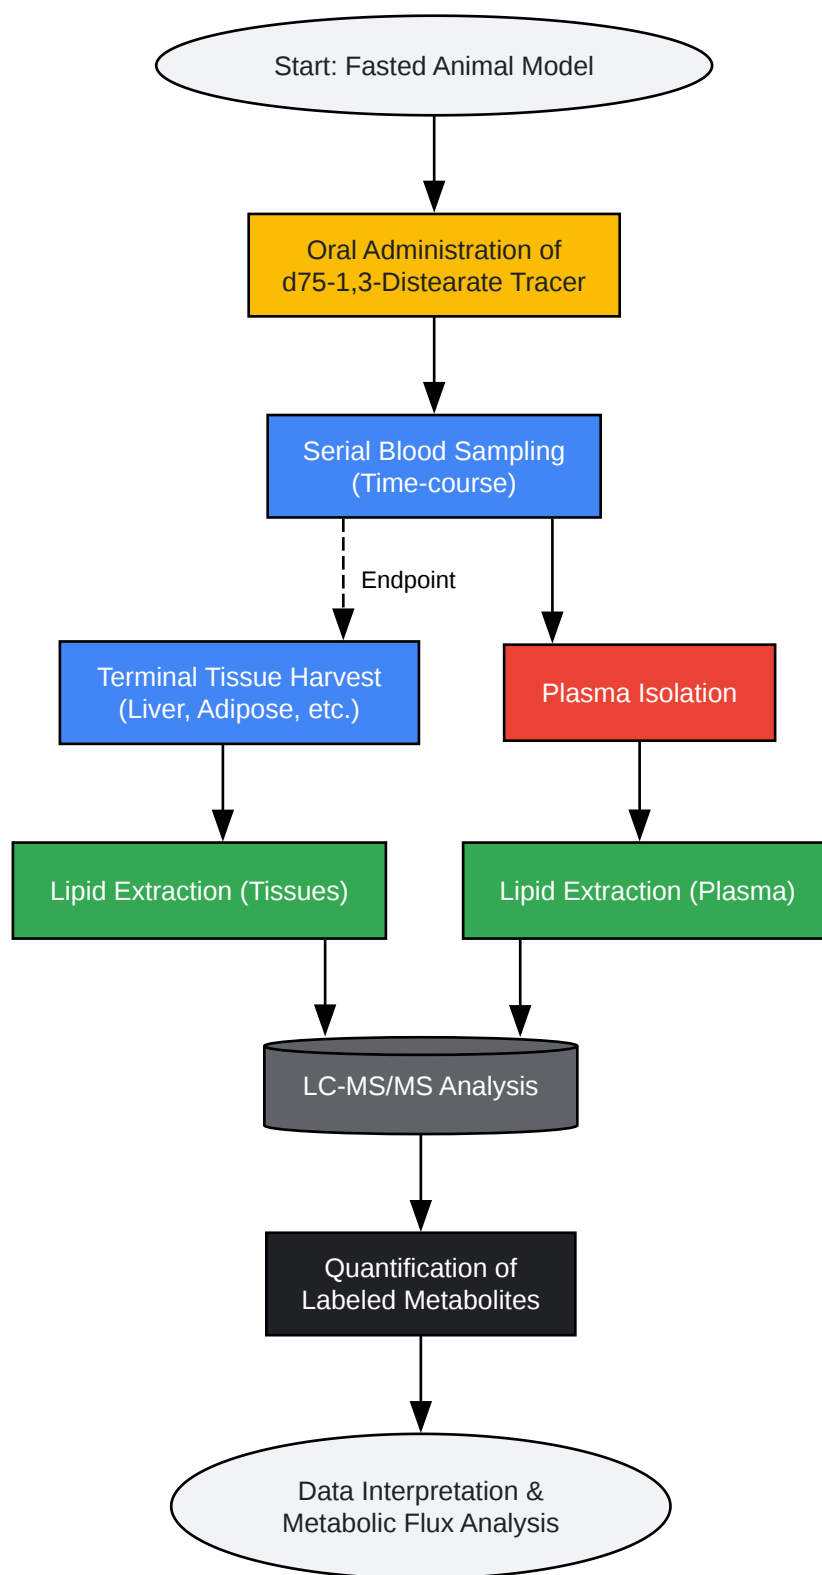 Start: Fasted Animal Model
Oral Administration of
d75-1,3-Distearate Tracer
Serial Blood Sampling
(Time-course)
Endpoint
Terminal Tissue Harvest
(Liver, Adipose, etc.)
Plasma Isolation
Lipid Extraction (Tissues)
Lipid Extraction (Plasma)
LC-MS/MS Analysis
Quantification of
Labeled Metabolites
Data Interpretation &
Metabolic Flux Analysis